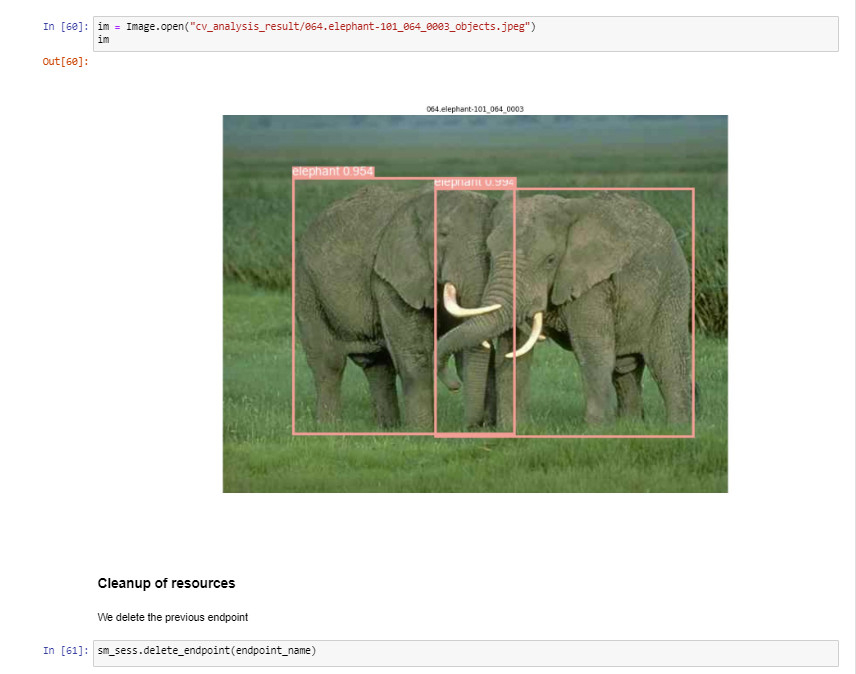 In [60]: im = Image.open("cv_analysis_result/064.elephant-101_064_0003_objects.jpeg")
im
Out[60]:
064.elephant-101_064_0003
elephant 0.954
elephant 0.994
Cleanup of resources
We delete the previous endpoint
In [61]: sm_sess.delete_endpoint(endpoint_name)